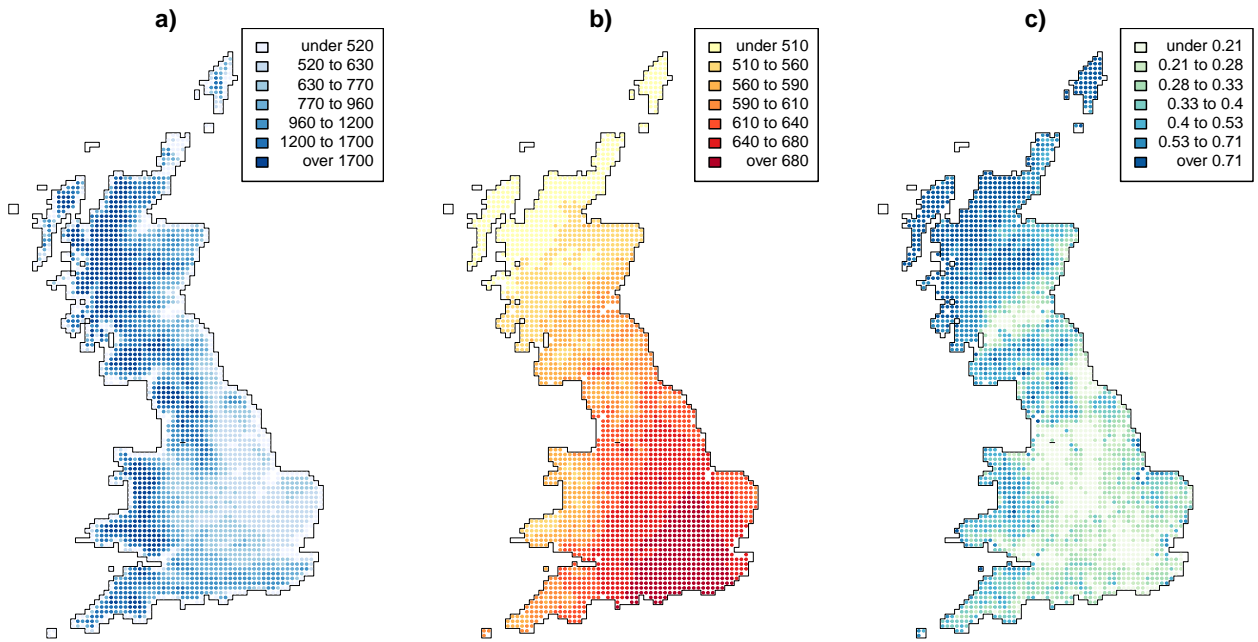 a)
under 520
520 to 630
630 to 770
770 to 960
960 to 1200
1200 to 1700
over 1700
b)
under 510
510 to 560
560 to 590
590 to 610
610 to 640
640 to 680
over 680
c)
under 0.21
0.21 to 0.28
0.28 to 0.33
0.33 to 0.4
0.4 to 0.53
0.53 to 0.71
over 0.71